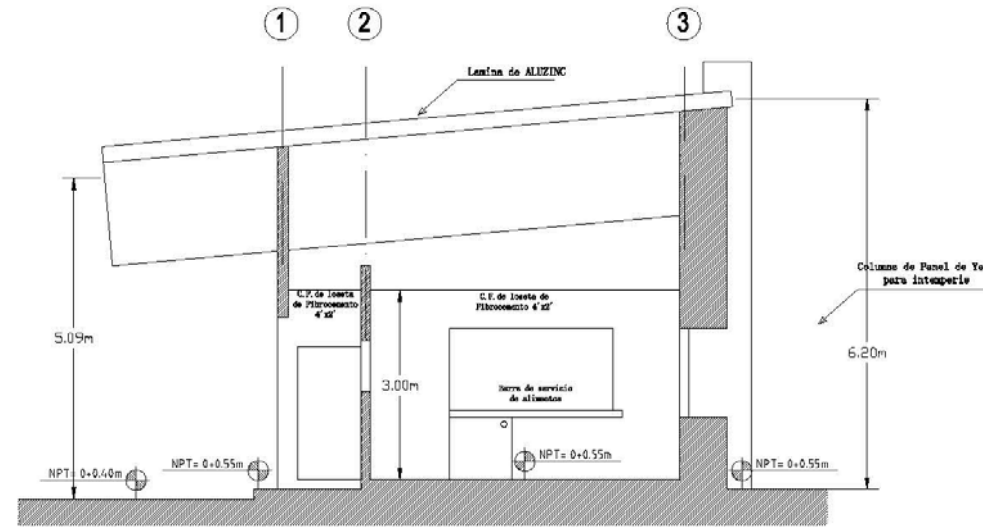 1
2
3
Lamina de ALUZINC
Columna de Panel de Ye
para intemperie
C.F. de loseta
de Fibrocemento
4'x2'
C.F. de loseta de
Fibrocemento 4'x2'
5.09m
3.00m
6.20m
Barra de servicio
de alimentos
NPT= 0+0.40m
NPT= 0+0.55m
NPT= 0+0.55m
NPT= 0+0.55m